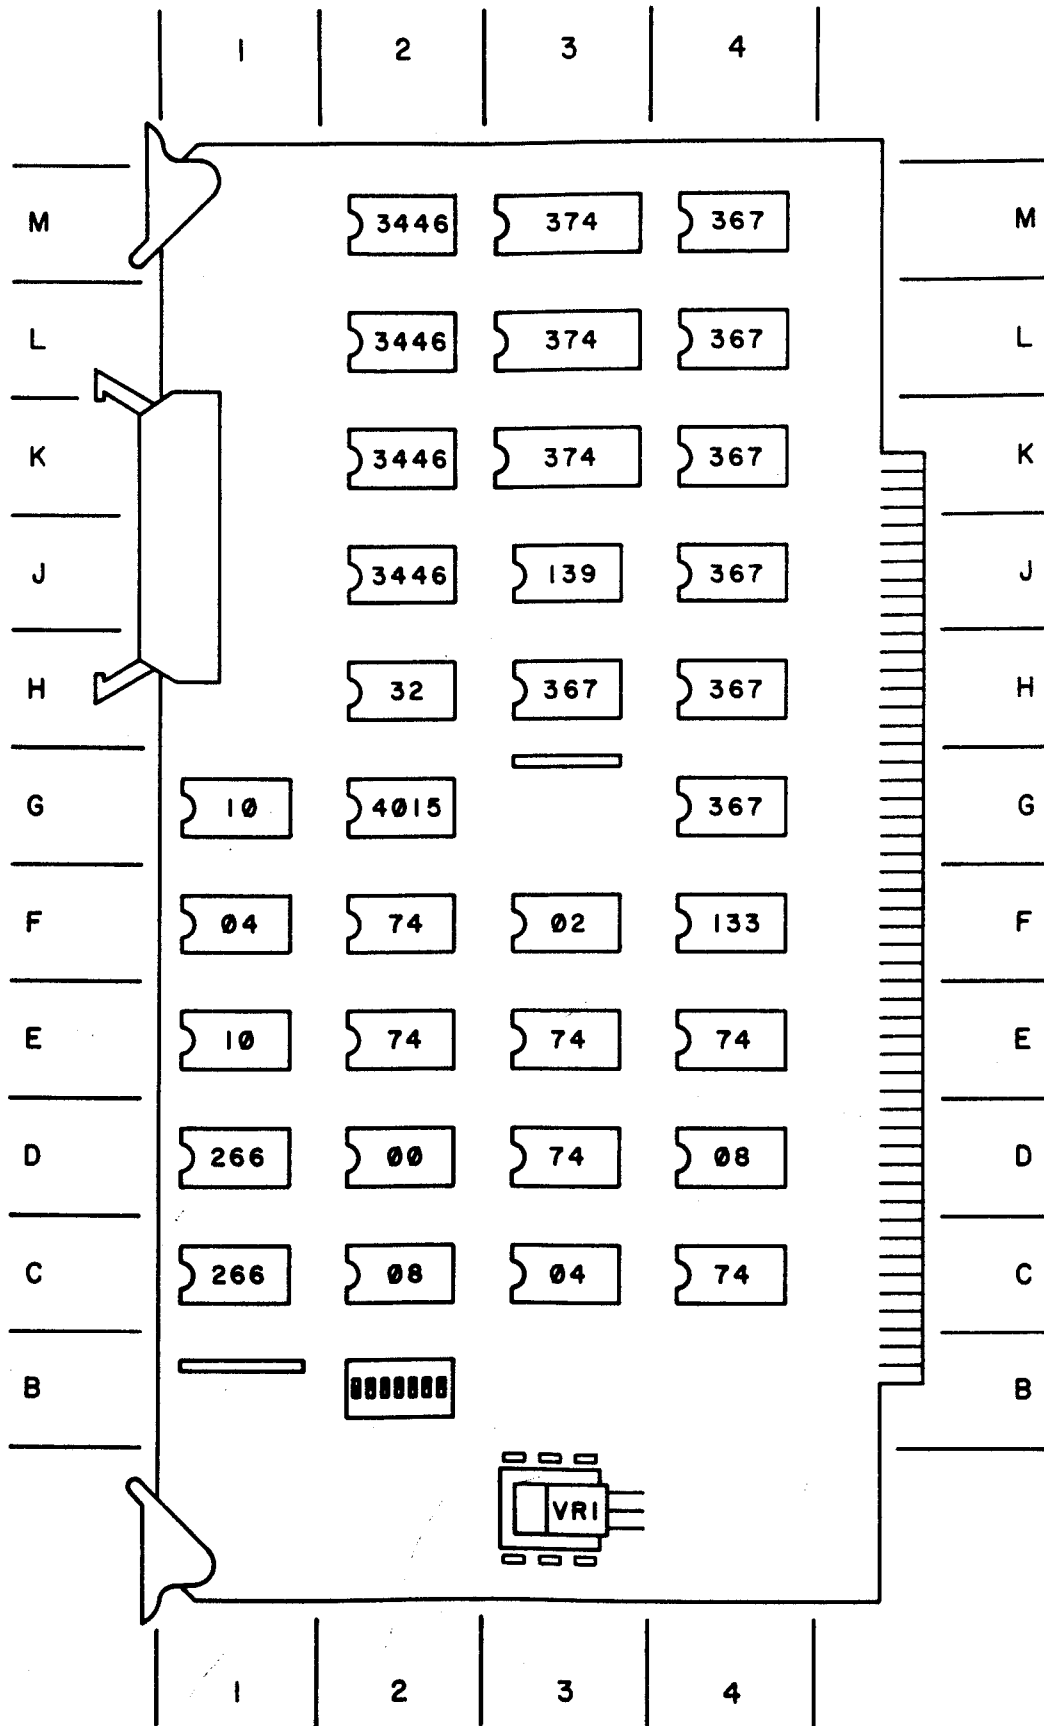 1 2 3 4
M 3446 374 367 M
L 3446 374 367 L
K 3446 374 367 K
J 3446 139 367 J
H 32 367 367 H
G 10 4015 367 G
F 04 74 02 133 F
E 10 74 74 74 E
D 266 00 74 08 D
C 266 08 04 74 C
B B
VR1
1 2 3 4